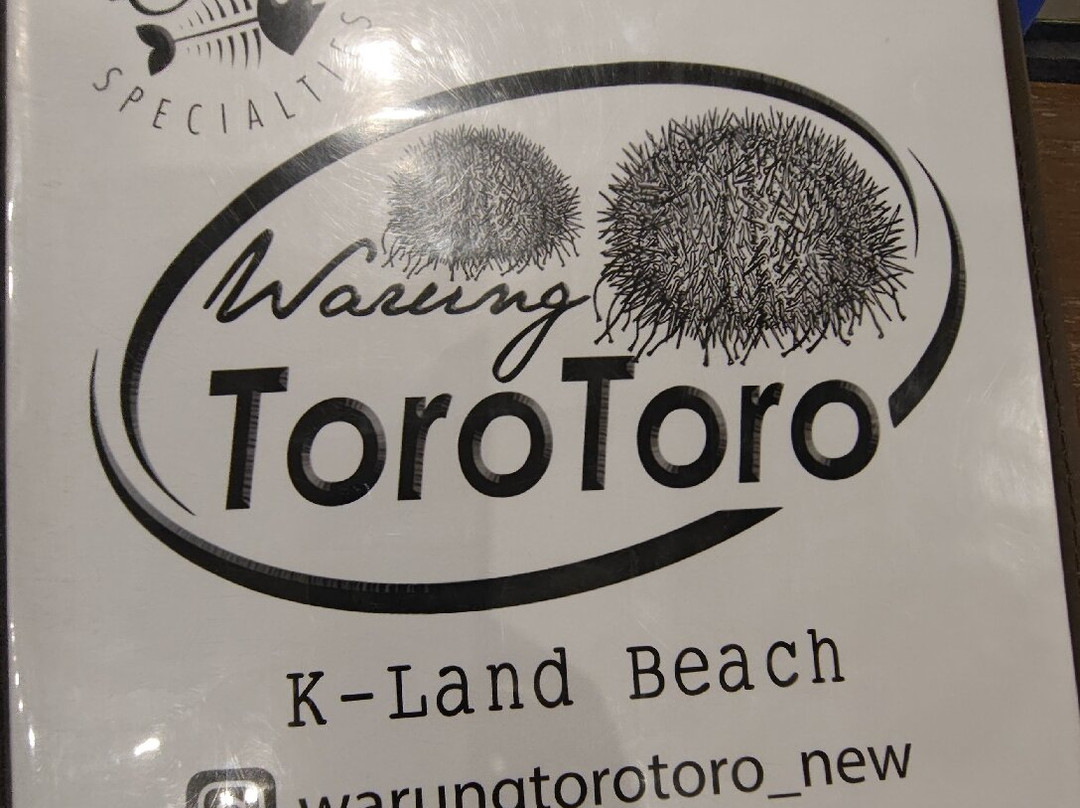 SPECIALTIES
Warung
ToroToro
K-Land Beach
warungtorotoro_new